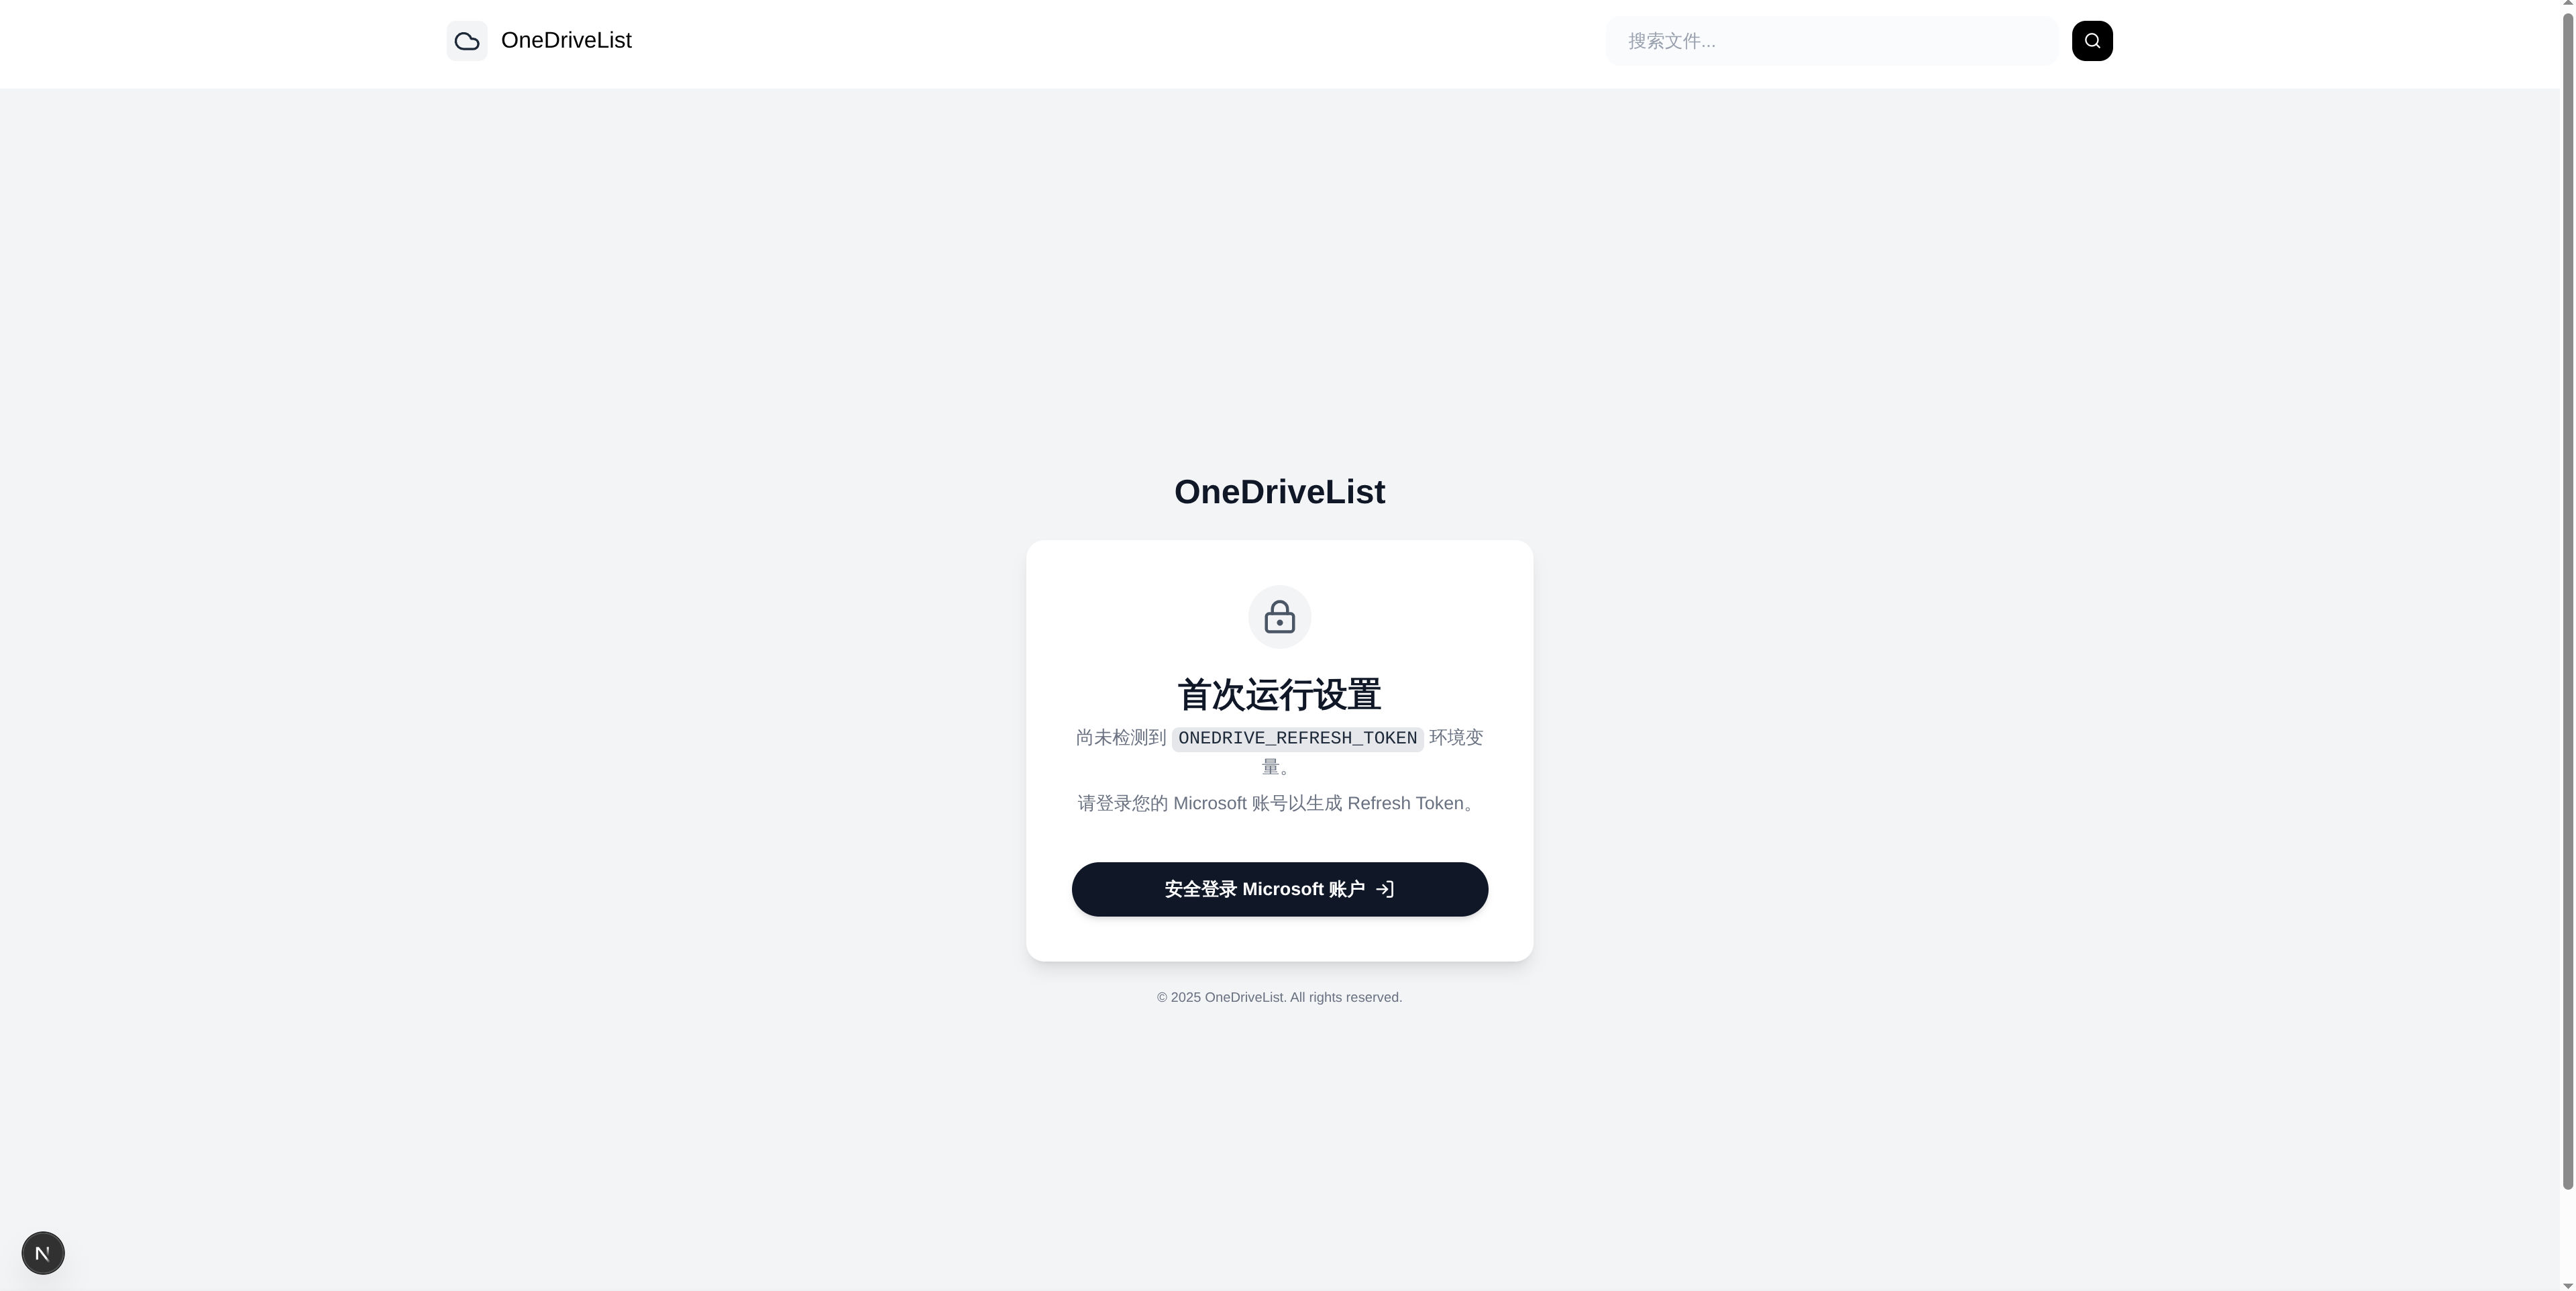 OneDriveList
搜索文件...
OneDriveList
首次运行设置
尚未检测到 ONEDRIVE_REFRESH_TOKEN 环境变
量。
请登录您的 Microsoft 账号以生成 Refresh Token。
安全登录 Microsoft 账户
© 2025 OneDriveList. All rights reserved.
N